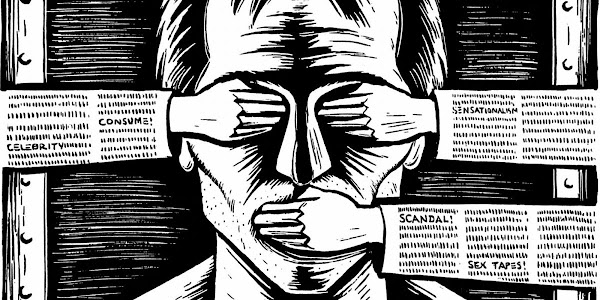 CONSUME!
CELEBRITY
SENSATIONALISM
SCANDAL!
SEX TAPES!